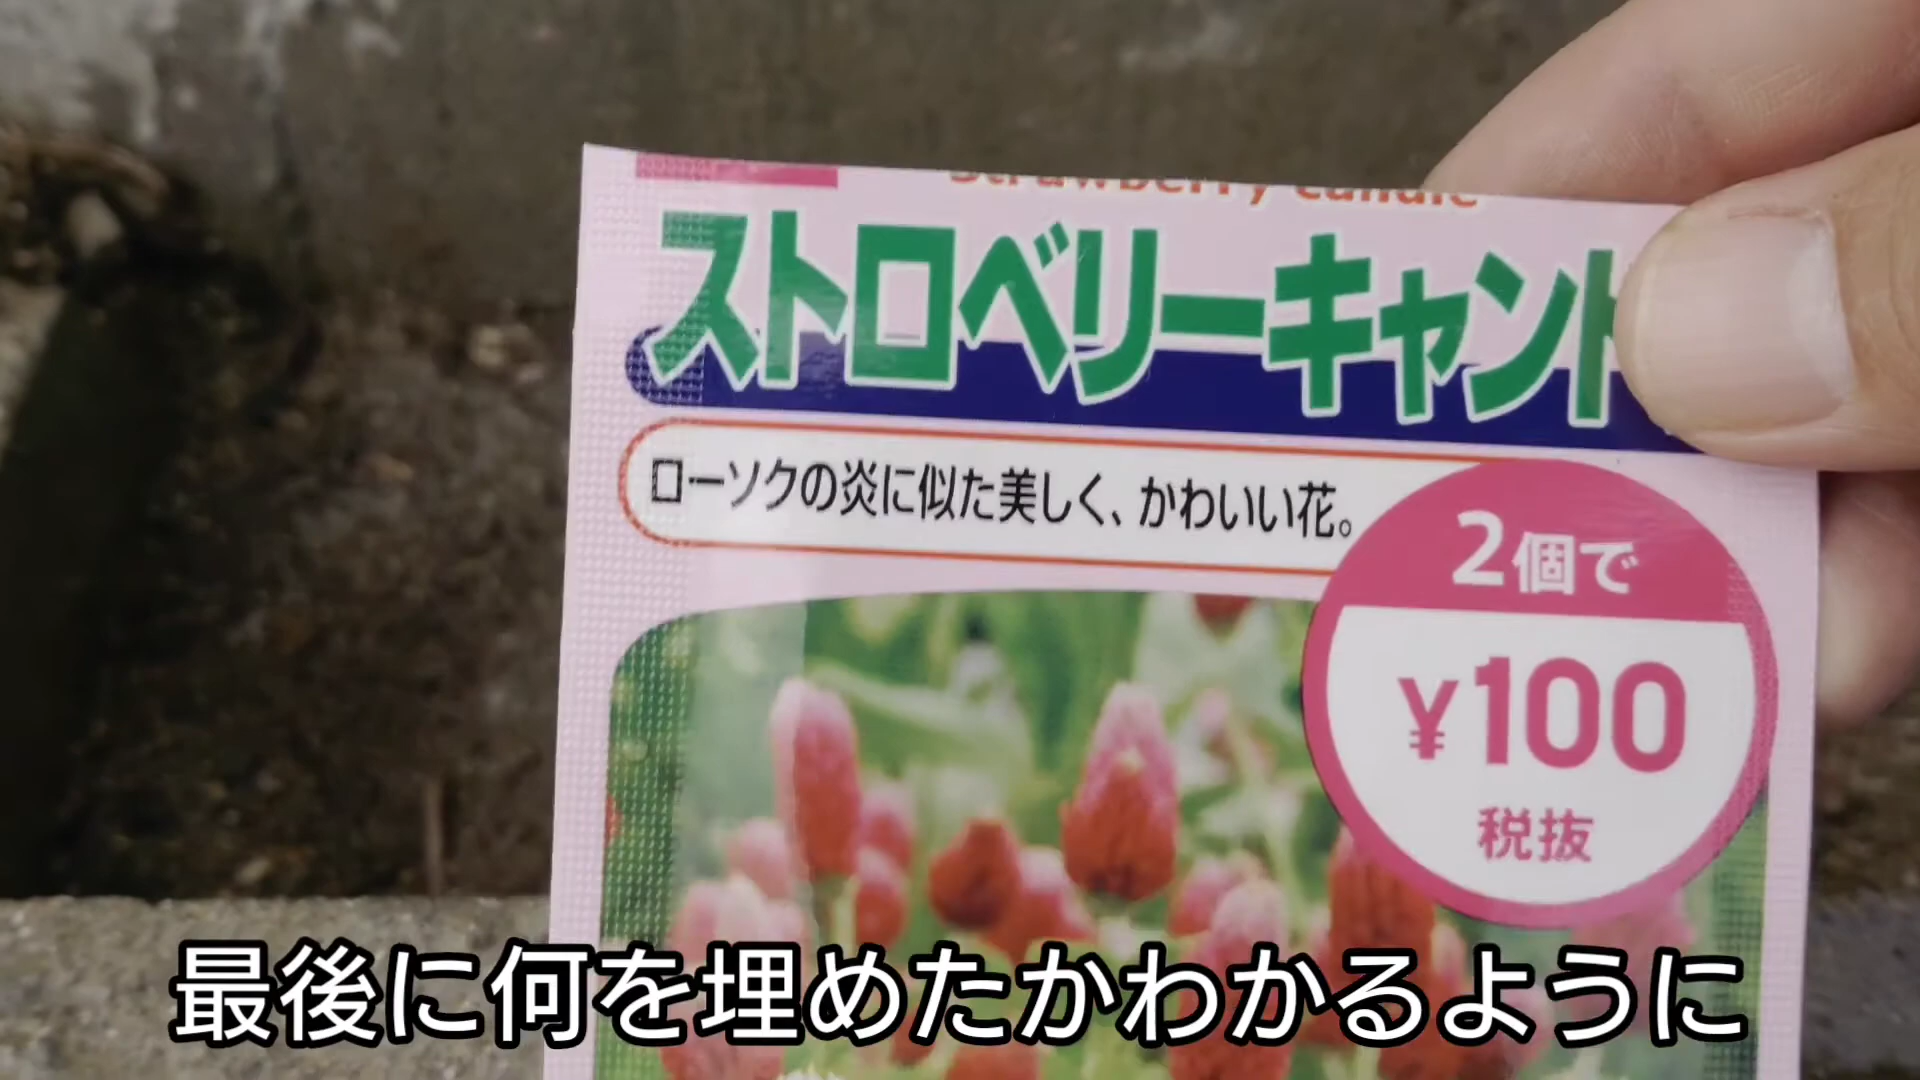 Strawberry candle
ストロベリーキャント
ローソクの炎に似た美しく、かわいい花。
2個で
¥100
税抜
最後に何を埋めたかわかるように